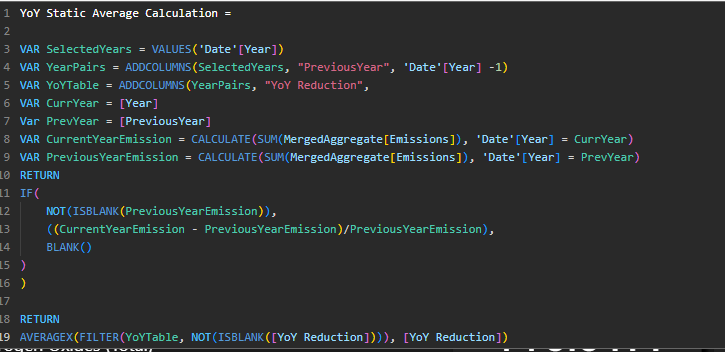 1 YoY Static Average Calculation =
2
3 VAR SelectedYears = VALUES('Date'[Year])
4 VAR YearPairs = ADDCOLUMNS(SelectedYears, "PreviousYear", 'Date'[Year] -1)
5 VAR YoYTable = ADDCOLUMNS(YearPairs, "YoY Reduction",
6 VAR CurrYear = [Year]
7 Var PrevYear = [PreviousYear]
8 VAR CurrentYearEmission = CALCULATE(SUM(MergedAggregate[Emissions]), 'Date'[Year] = CurrYear)
9 VAR PreviousYearEmission = CALCULATE(SUM(MergedAggregate[Emissions]), 'Date'[Year] = PrevYear)
10 RETURN
11 IF(
12 NOT(ISBLANK(PreviousYearEmission)),
13 ((CurrentYearEmission - PreviousYearEmission)/PreviousYearEmission),
14 BLANK()
15 )
16 )
17
18 RETURN
19 AVERAGEX(FILTER(YoYTable, NOT(ISBLANK([YoY Reduction]))), [YoY Reduction])